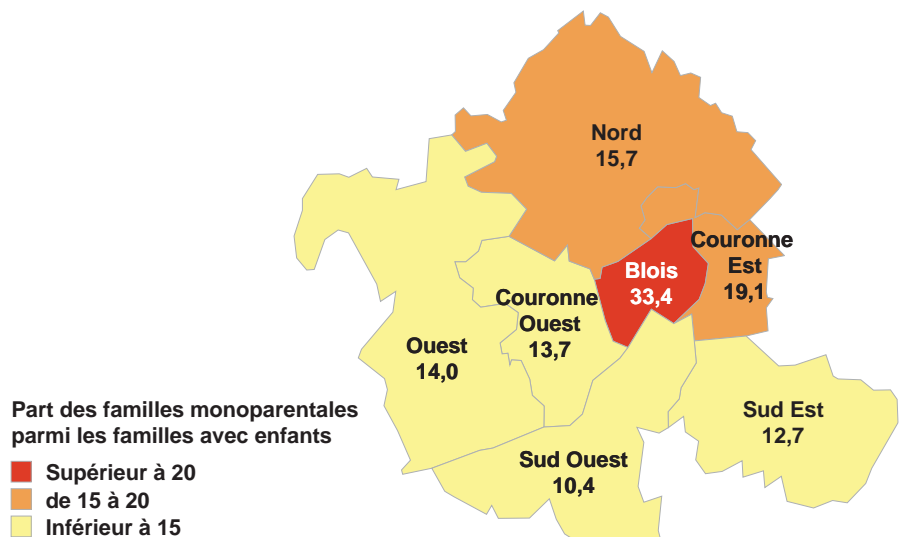 Nord
15,7
Couronne
Est
19,1
Blois
33,4
Couronne
Ouest
13,7
Ouest
14,0
Sud Est
12,7
Sud Ouest
10,4
Part des familles monoparentales
parmi les familles avec enfants
Supérieur à 20
de 15 à 20
Inférieur à 15